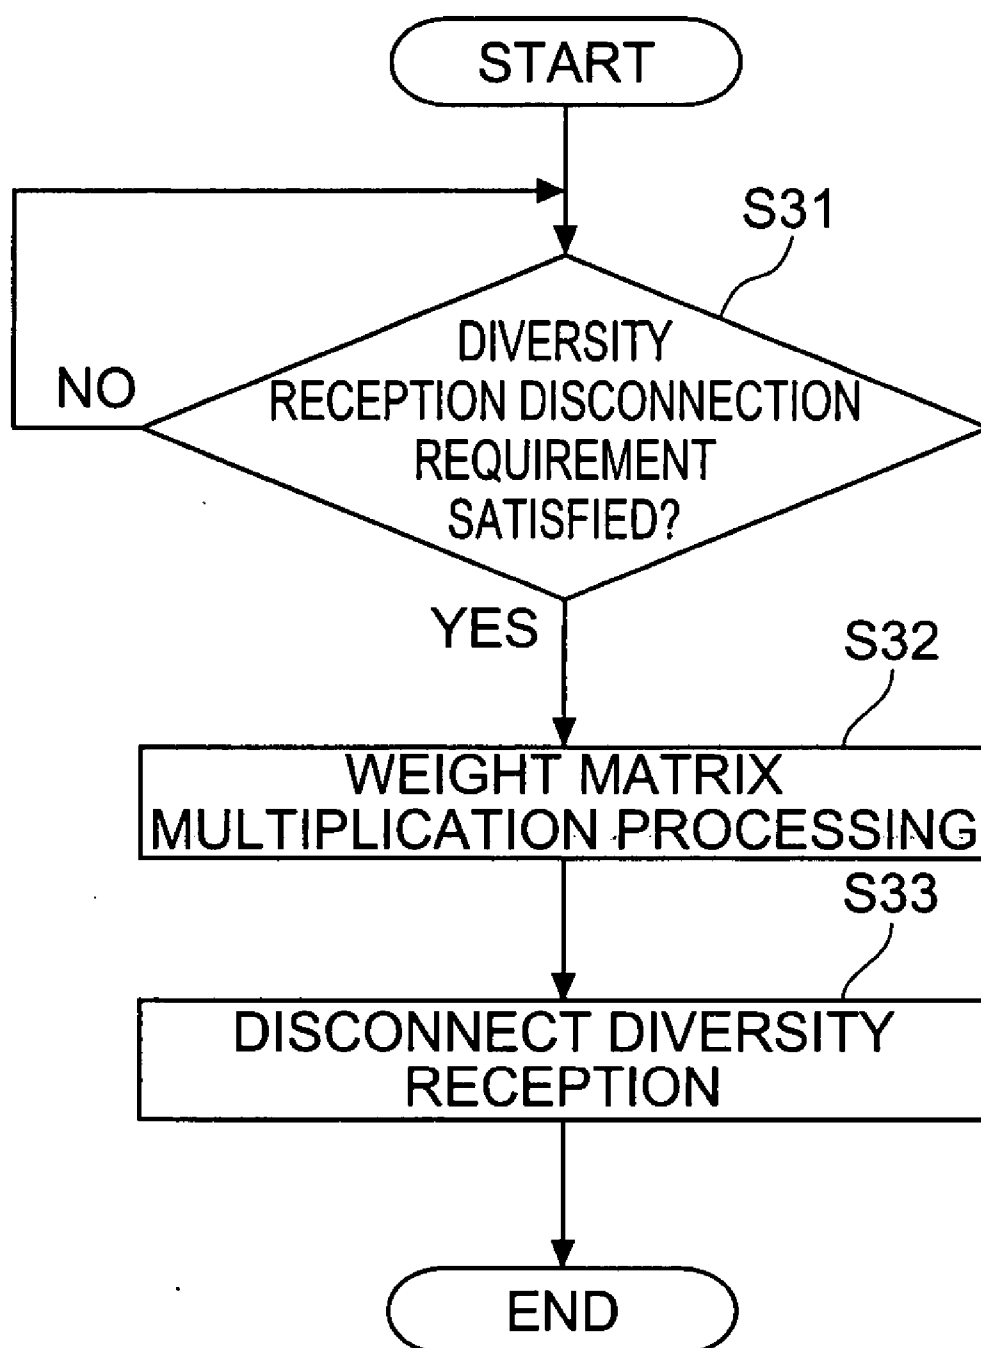 START
S31
DIVERSITY
RECEPTION DISCONNECTION
REQUIREMENT
SATISFIED?
NO
YES
S32
WEIGHT MATRIX
MULTIPLICATION PROCESSING
S33
DISCONNECT DIVERSITY
RECEPTION
END